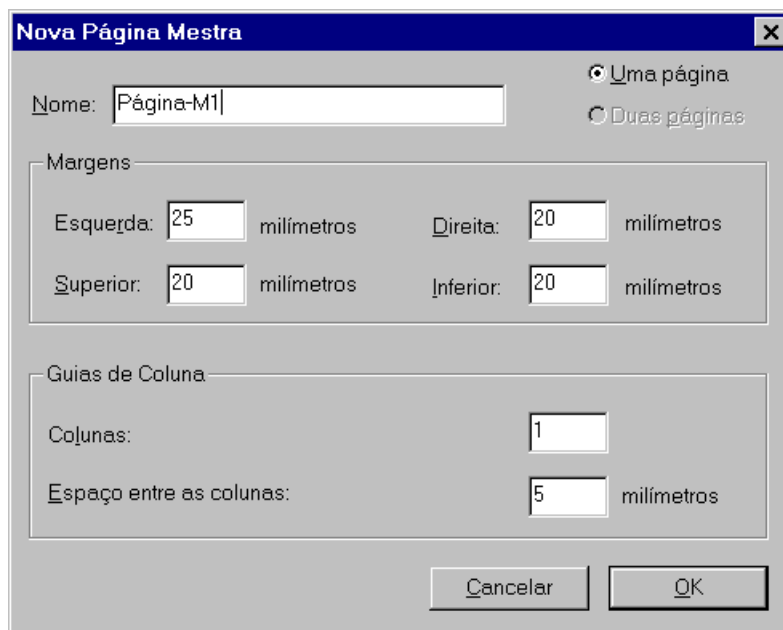 Nova Página Mestra
Nome: Página-M1
Uma página
Duas páginas
Margens
Esquerda: 25 milímetros Direita: 20 milímetros
Superior: 20 milímetros Inferior: 20 milímetros
Guias de Coluna
Colunas: 1
Espaço entre as colunas: 5 milímetros
Cancelar OK